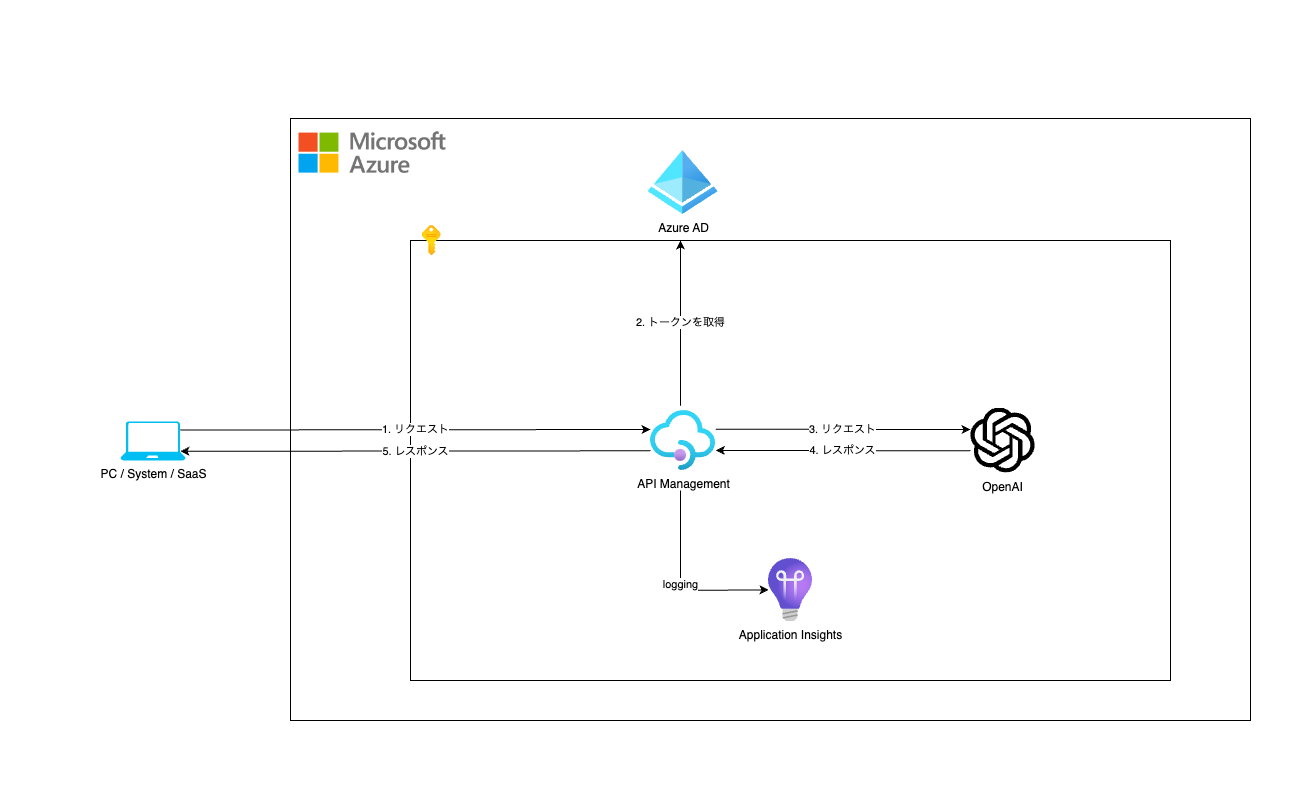 Microsoft
Azure
Azure AD
2. トークンを取得
1. リクエスト
3. リクエスト
5. レスポンス
4. レスポンス
PC / System / SaaS
API Management
OpenAI
logging
Application Insights